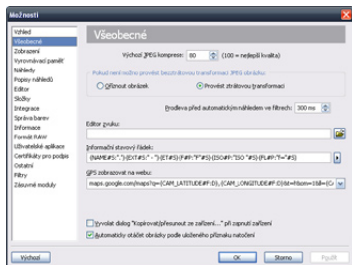 Možnosti
Vzhled
Všeobecné
Zobrazení
Vyrovnávací paměť
Náhledy
Popisy náhledů
Editor
Složky
Integrace
Správa barev
Informace
Formát RAW
Uživatelské aplikace
Certifikáty pro podpis
Ostatní
Filtry
Zásuvné moduly
Všeobecné
Výchozí JPEG komprese: 80 (100 = nejlepší kvalita)
Pokud není možno provést bezztrátovou transformaci JPEG obrázku:
Oříznout obrázek
Provést ztrátovou transformaci
Prodleva před automatickým náhledem ve filtrech: 300 ms
Editor zvuku:
Informační stavový řádek:
GPS zobrazovat na webu:
Vyvolat dialog "Kopírovat/přesunout ze zařízení..." při zapnutí zařízení
Automaticky otáčet obrázky podle uloženého příznaku natočení
Výchozí
OK
Storno
Použít